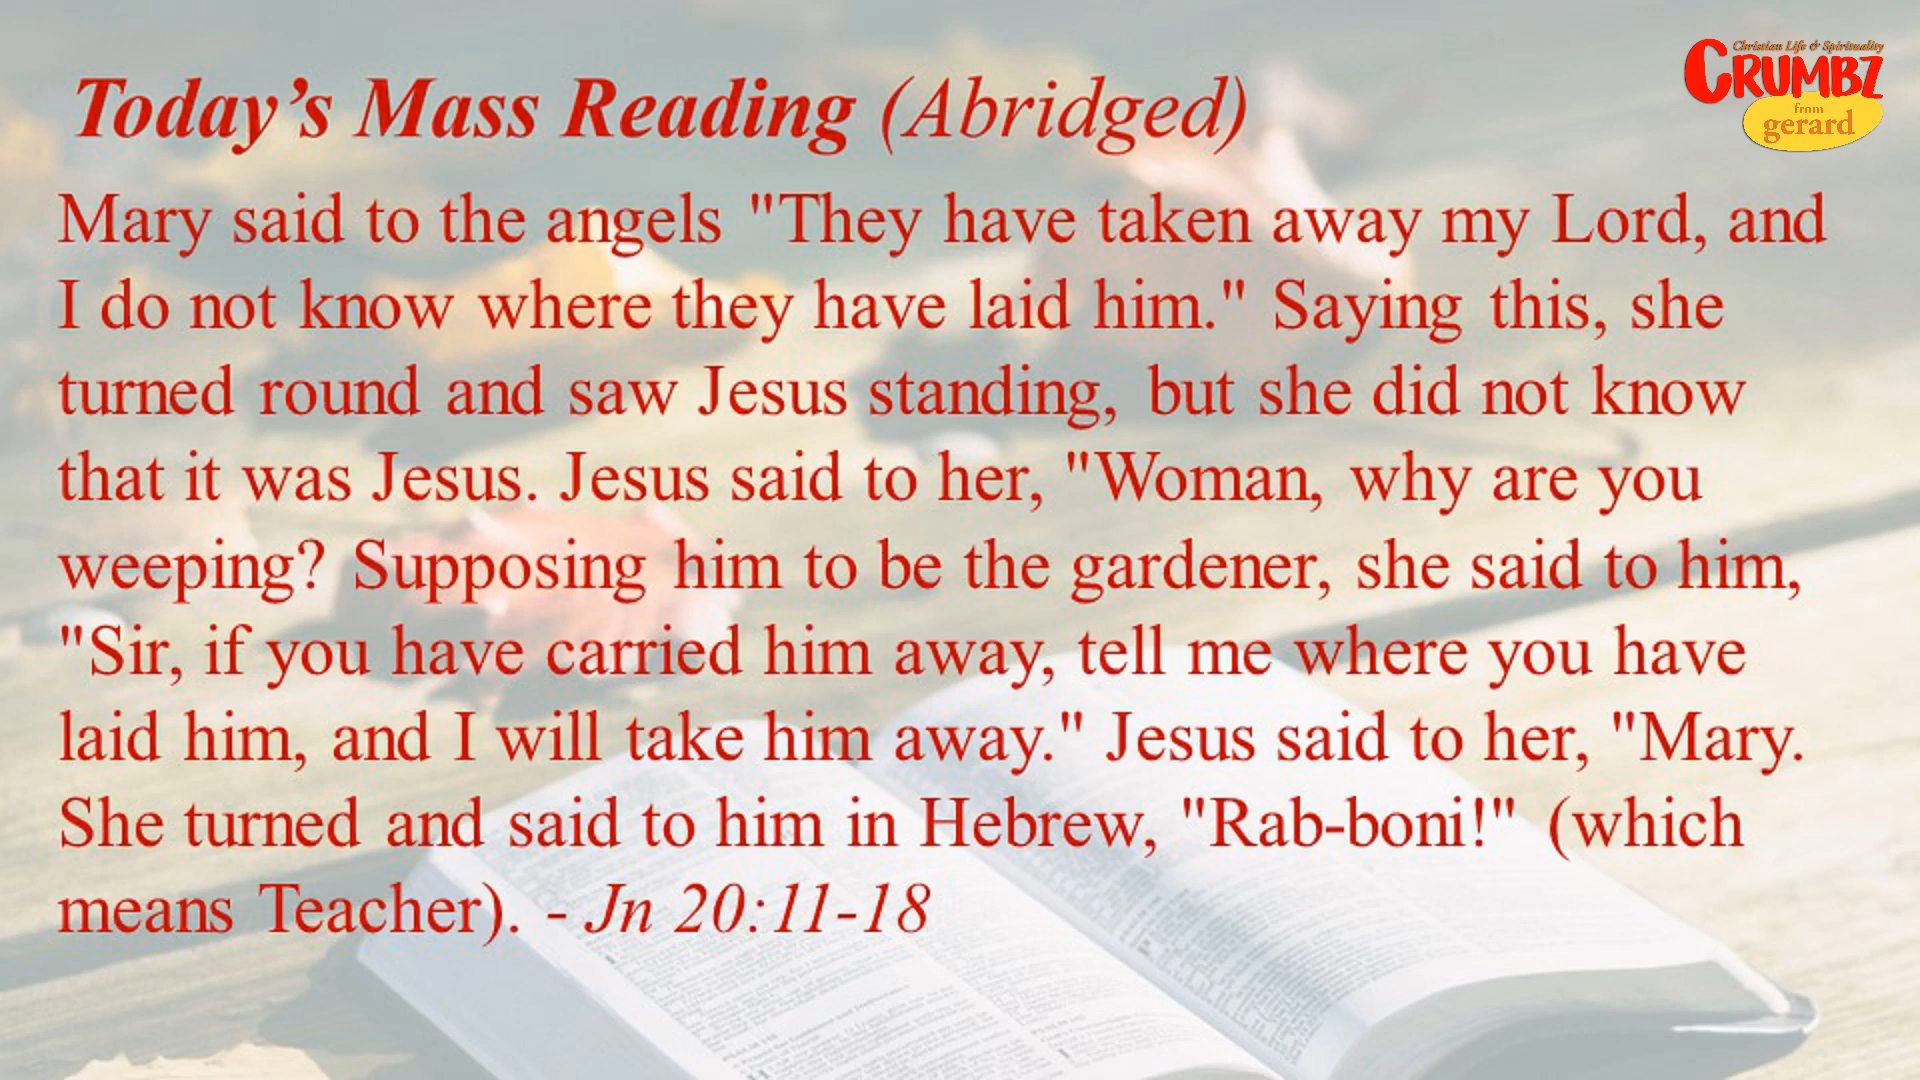 Christian Life & Spirituality
CRUMBZ
from
gerard
Today’s Mass Reading (Abridged)
Mary said to the angels "They have taken away my Lord, and
I do not know where they have laid him." Saying this, she
turned round and saw Jesus standing, but she did not know
that it was Jesus. Jesus said to her, "Woman, why are you
weeping? Supposing him to be the gardener, she said to him,
"Sir, if you have carried him away, tell me where you have
laid him, and I will take him away." Jesus said to her, "Mary.
She turned and said to him in Hebrew, "Rab-boni!" (which
means Teacher). - Jn 20:11-18